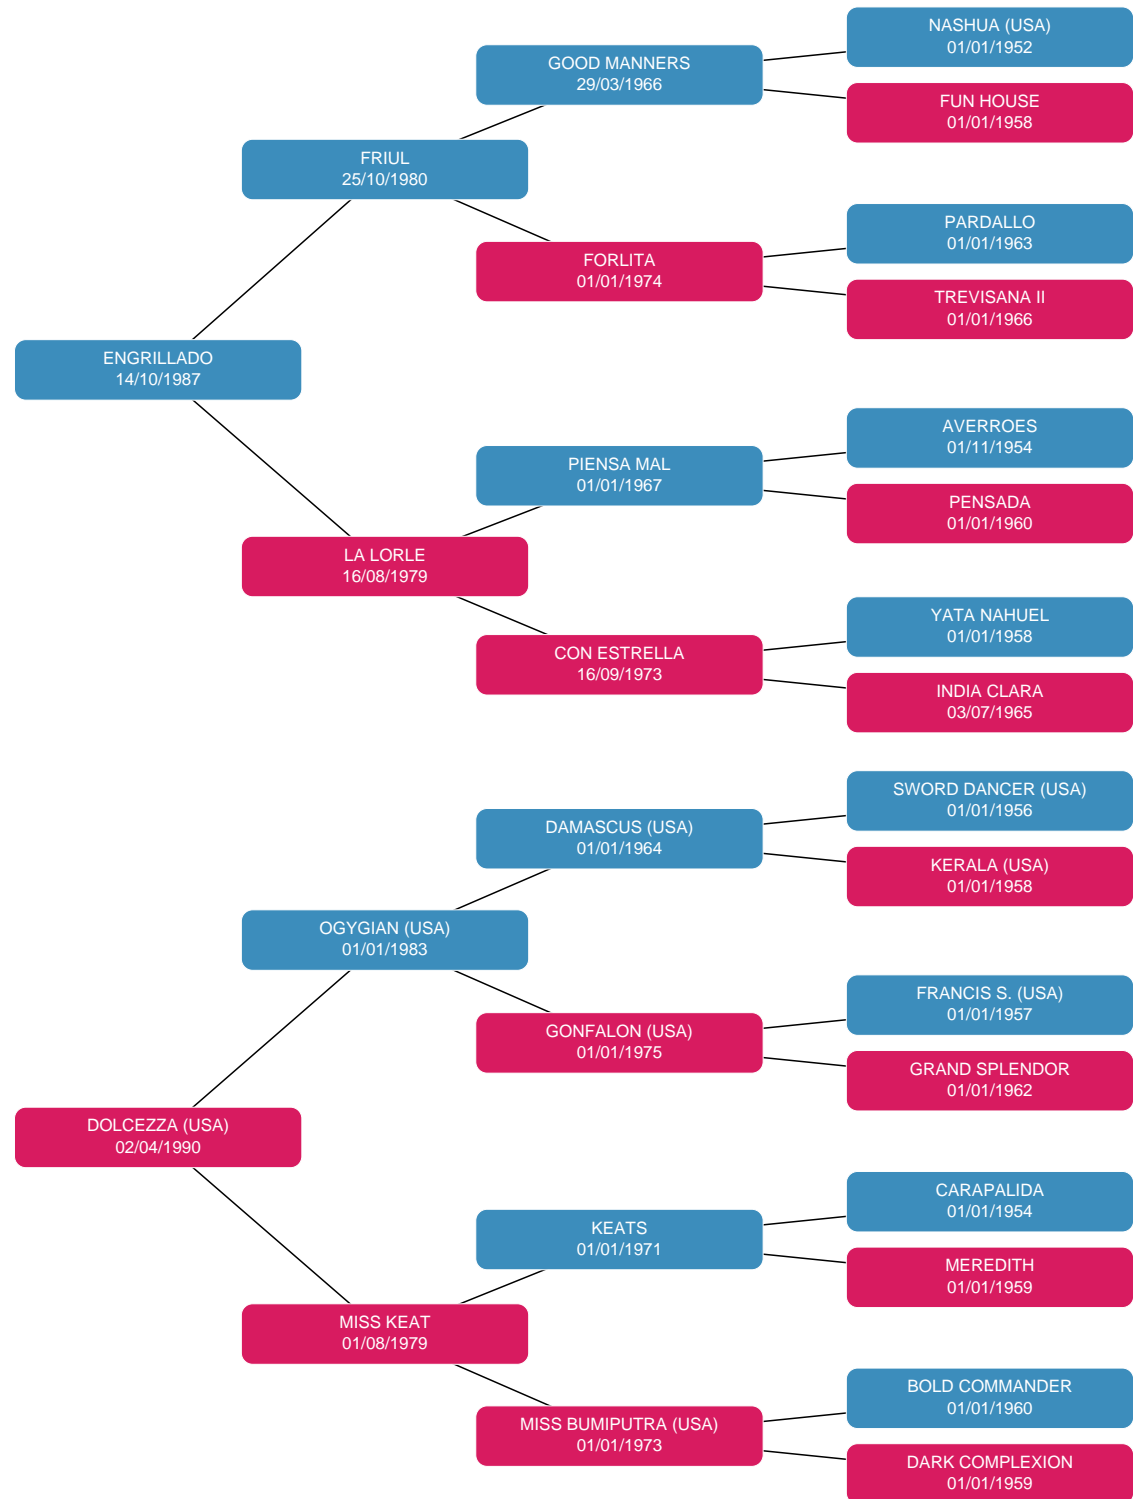 NASHUA (USA)
01/01/1952
GOOD MANNERS
29/03/1966
FUN HOUSE
01/01/1958
FRIUL
25/10/1980
PARDALLO
01/01/1963
FORLITA
01/01/1974
TREVISANA II
01/01/1966
ENGRILLADO
14/10/1987
AVERROES
01/11/1954
PIENSA MAL
01/01/1967
PENSADA
01/01/1960
LA LORLE
16/08/1979
YATA NAHUEL
01/01/1958
CON ESTRELLA
16/09/1973
INDIA CLARA
03/07/1965
SWORD DANCER (USA)
01/01/1956
DAMASCUS (USA)
01/01/1964
KERALA (USA)
01/01/1958
OGYGIAN (USA)
01/01/1983
FRANCIS S. (USA)
01/01/1957
GONFALON (USA)
01/01/1975
GRAND SPLENDOR
01/01/1962
DOLCEZZA (USA)
02/04/1990
CARAPALIDA
01/01/1954
KEATS
01/01/1971
MEREDITH
01/01/1959
MISS KEAT
01/08/1979
BOLD COMMANDER
01/01/1960
MISS BUMIPUTRA (USA)
01/01/1973
DARK COMPLEXION
01/01/1959